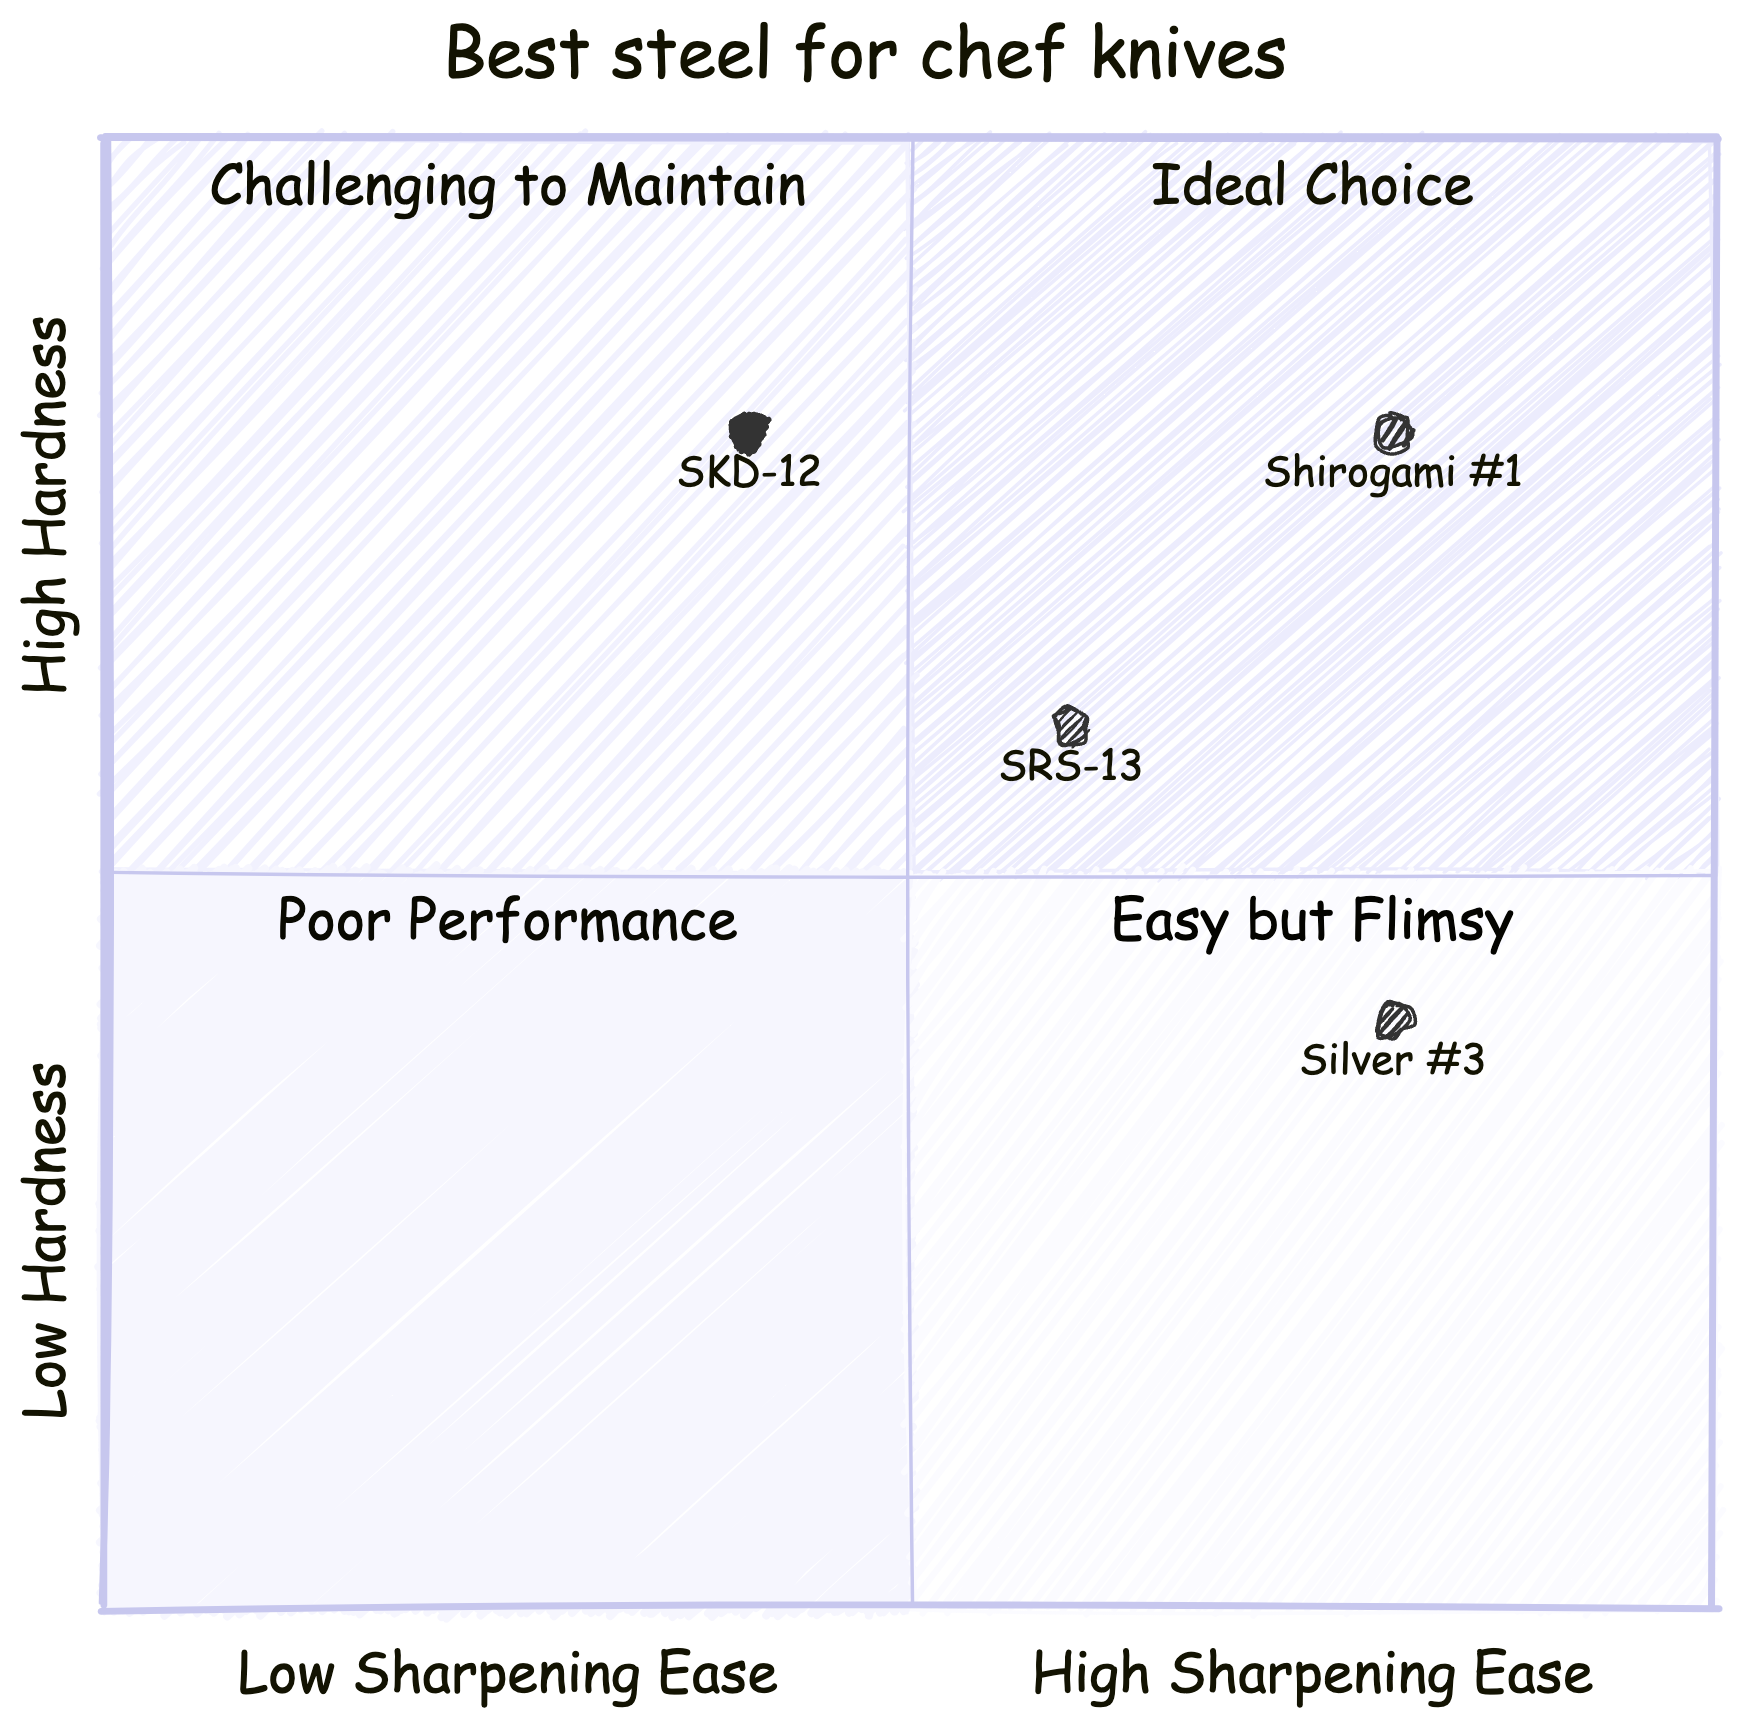 Best steel for chef knives
Challenging to Maintain
Ideal Choice
High Hardness
SKD-12
Shirogami #1
SRS-13
Poor Performance
Easy but Flimsy
Silver #3
Low Hardness
Low Sharpening Ease
High Sharpening Ease